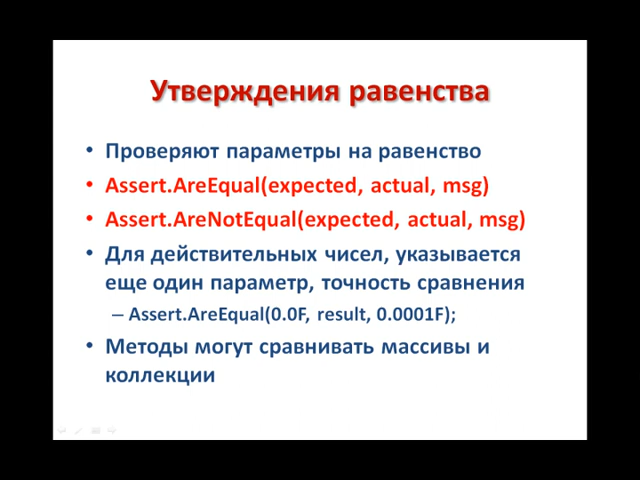 Утверждения равенства
• Проверяют параметры на равенство
• Assert.AreEqual(expected, actual, msg)
• Assert.AreNotEqual(expected, actual, msg)
• Для действительных чисел, указывается
еще один параметр, точность сравнения
– Assert.AreEqual(0.0F, result, 0.0001F);
• Методы могут сравнивать массивы и
коллекции